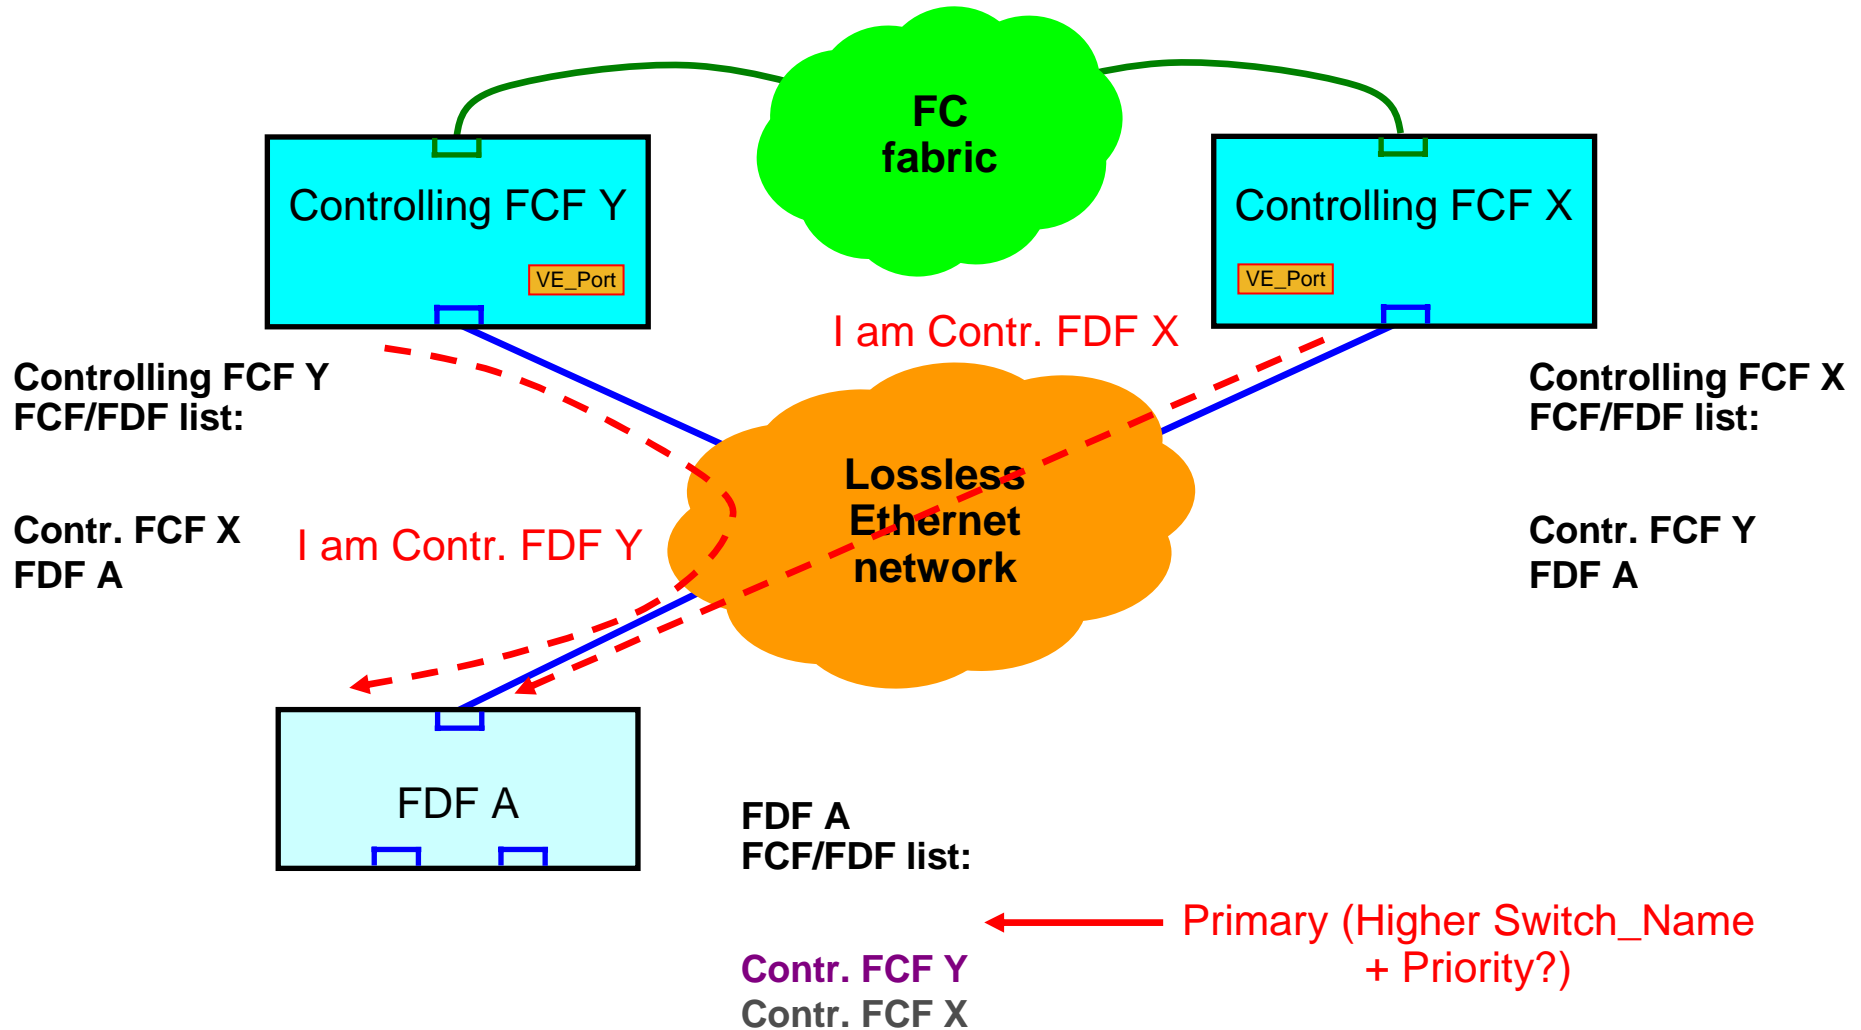 FC
fabric
Controlling FCF Y
Controlling FCF X
VE_Port
VE_Port
I am Contr. FDF X
Controlling FCF Y
FCF/FDF list:
Controlling FCF X
FCF/FDF list:
Lossless
Ethernet
network
Contr. FCF X
FDF A
I am Contr. FDF Y
Contr. FCF Y
FDF A
FDF A
FDF A
FCF/FDF list:
Primary (Higher Switch_Name
+ Priority?)
Contr. FCF Y
Contr. FCF X